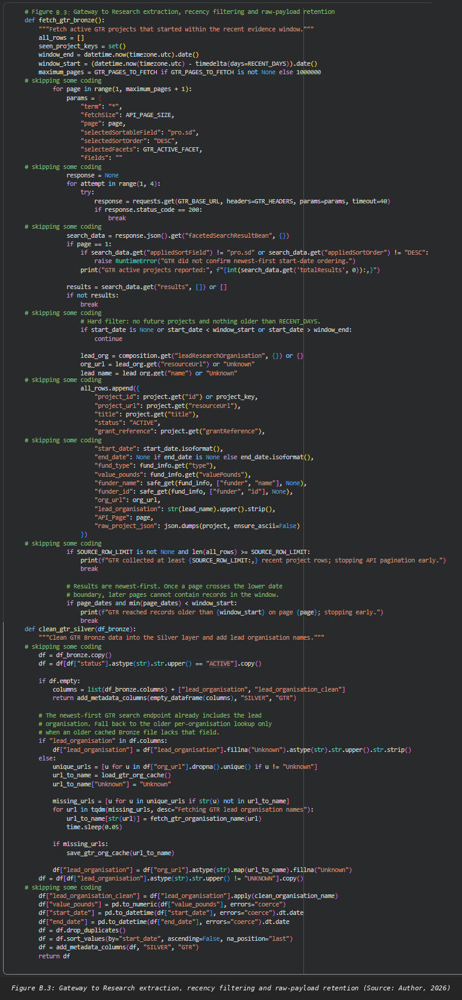 # Figure B.3: Gateway to Research extraction, recency filtering and raw-payload retention
def fetch_gtr_bronze():
"""Fetch active GTR projects that started within the recent evidence window."""
all_rows = []
seen_project_keys = set()
window_end = datetime.now(timezone.utc).date()
window_start = (datetime.now(timezone.utc) - timedelta(days=RECENT_DAYS)).date()
maximum_pages = GTR_PAGES_TO_FETCH if GTR_PAGES_TO_FETCH is not None else 1000000
# skipping some coding
for page in range(1, maximum_pages + 1):
params = {
"term": "*",
"fetchSize": API_PAGE_SIZE,
"page": page,
"selectedSortableField": "pro.sd",
"selectedSortOrder": "DESC",
"selectedFacets": GTR_ACTIVE_FACET,
"fields": ""
# skipping some coding
response = None
for attempt in range(1, 4):
try:
response = requests.get(GTR_BASE_URL, headers=GTR_HEADERS, params=params, timeout=40)
if response.status_code == 200:
break
# skipping some coding
search_data = response.json().get("facetedSearchResultBean", {})
if page == 1:
if search_data.get("appliedSortField") != "pro.sd" or search_data.get("appliedSortOrder") != "DESC":
raise RuntimeError("GTR did not confirm newest-first start-date ordering.")
print("GTR active projects reported:", f"{int(search_data.get('totalResults', 0)):,}")
results = search_data.get("results", []) or []
if not results:
break
# skipping some coding
# Hard filter: no future projects and nothing older than RECENT_DAYS.
if start_date is None or start_date < window_start or start_date > window_end:
continue
lead_org = composition.get("leadResearchOrganisation", {}) or {}
org_url = lead_org.get("resourceUrl") or "Unknown"
lead_name = lead_org.get("name") or "Unknown"
# skipping some coding
all_rows.append({
"project_id": project.get("id") or project_key,
"project_url": project.get("resourceUrl"),
"title": project.get("title"),
"status": "ACTIVE",
"grant_reference": project.get("grantReference"),
# skipping some coding
"start_date": start_date.isoformat(),
"end_date": None if end_date is None else end_date.isoformat(),
"fund_type": fund_info.get("type"),
"value_pounds": fund_info.get("valuePounds"),
"funder_name": safe_get(fund_info, ["funder", "name"], None),
"funder_id": safe_get(fund_info, ["funder", "id"], None),
"org_url": org_url,
"lead_organisation": str(lead_name).upper().strip(),
"API_Page": page,
"raw_project_json": json.dumps(project, ensure_ascii=False)
})
# skipping some coding
if SOURCE_ROW_LIMIT is not None and len(all_rows) >= SOURCE_ROW_LIMIT:
print(f"GTR collected at least {SOURCE_ROW_LIMIT:,} recent project rows; stopping API pagination early.")
break
# Results are newest-first. Once a page crosses the lower date
# boundary, later pages cannot contain records in the window.
if page_dates and min(page_dates) < window_start:
print(f"GTR reached records older than {window_start} on page {page}; stopping early.")
break
def clean_gtr_silver(df_bronze):
"""Clean GTR Bronze data into the Silver layer and add lead organisation names."""
# skipping some coding
df = df_bronze.copy()
df = df[df["status"].astype(str).str.upper() == "ACTIVE"].copy()
if df.empty:
columns = list(df_bronze.columns) + ["lead_organisation", "lead_organisation_clean"]
return add_metadata_columns(empty_dataframe(columns), "SILVER", "GTR")
# The newest-first GTR search endpoint already includes the lead
# organisation. Fall back to the older per-organisation lookup only
# when an older cached Bronze file lacks that field.
if "lead_organisation" in df.columns:
df["lead_organisation"] = df["lead_organisation"].fillna("Unknown").astype(str).str.upper().str.strip()
else:
unique_urls = [u for u in df["org_url"].dropna().unique() if u != "Unknown"]
url_to_name = load_gtr_org_cache()
url_to_name["Unknown"] = "Unknown"
missing_urls = [u for u in unique_urls if str(u) not in url_to_name]
for url in tqdm(missing_urls, desc="Fetching GTR lead organisation names"):
url_to_name[str(url)] = fetch_gtr_organisation_name(url)
time.sleep(0.05)
if missing_urls:
save_gtr_org_cache(url_to_name)
df["lead_organisation"] = df["org_url"].astype(str).map(url_to_name).fillna("Unknown")
df = df[df["lead_organisation"].astype(str).str.upper() != "UNKNOWN"].copy()
# skipping some coding
df["lead_organisation_clean"] = df["lead_organisation"].apply(clean_organisation_name)
df["value_pounds"] = pd.to_numeric(df["value_pounds"], errors="coerce")
df["start_date"] = pd.to_datetime(df["start_date"], errors="coerce").dt.date
df["end_date"] = pd.to_datetime(df["end_date"], errors="coerce").dt.date
df = df.drop_duplicates()
df = df.sort_values(by="start_date", ascending=False, na_position="last")
df = add_metadata_columns(df, "SILVER", "GTR")
return df
Figure B.3: Gateway to Research extraction, recency filtering and raw-payload retention (Source: Author, 2026)